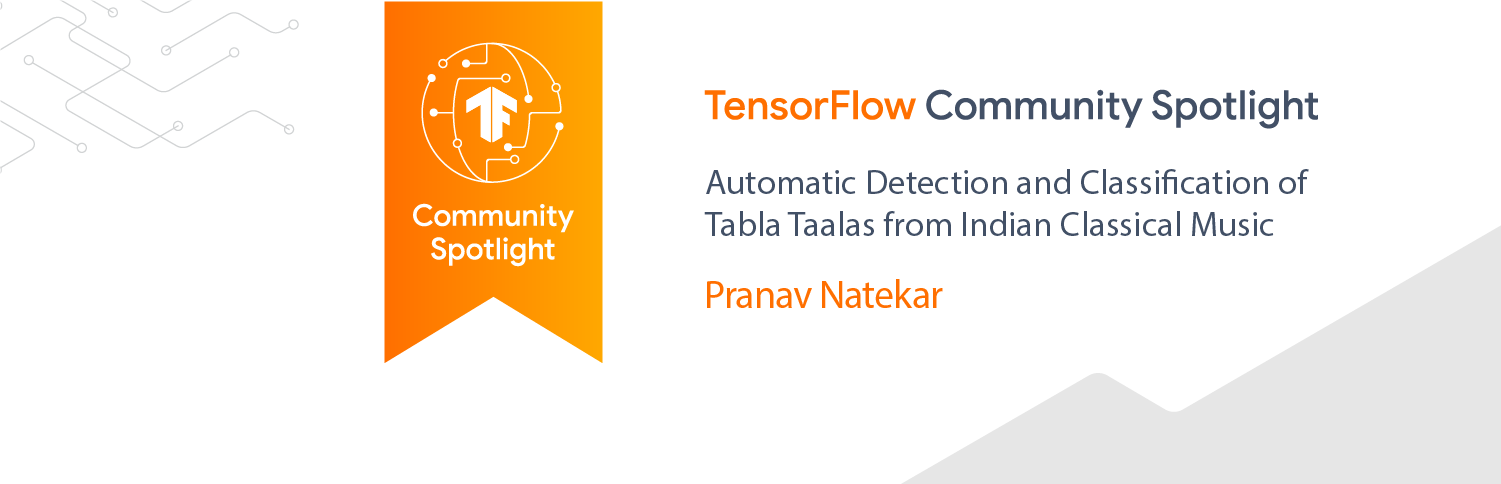 Community
Spotlight
TensorFlow Community Spotlight
Automatic Detection and Classification of
Tabla Taalas from Indian Classical Music
Pranav Natekar